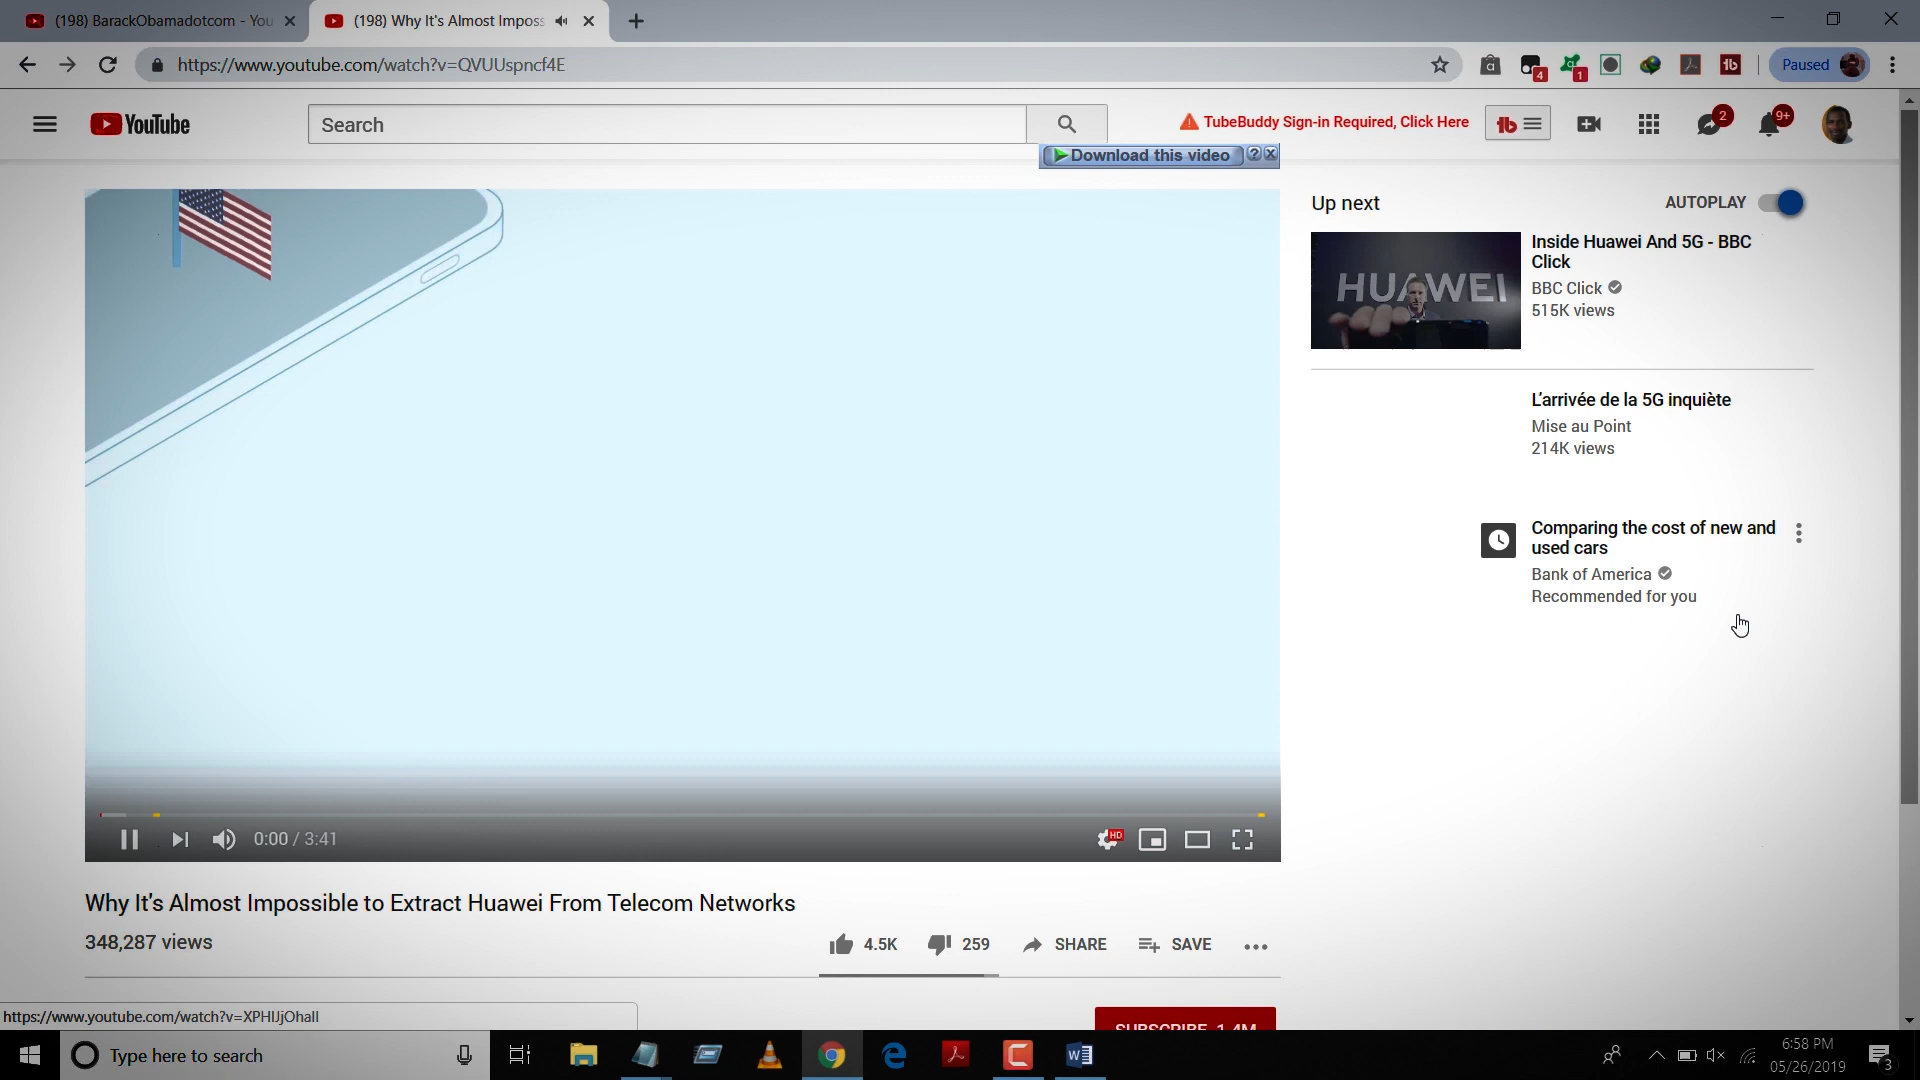 (198) BarackObamadotcom - You
(198) Why It's Almost Imposs
https://www.youtube.com/watch?v=QVUUspncf4E
4
1
Paused
YouTube
Search
TubeBuddy Sign-in Required, Click Here
2
9+
Download this video
Up next
AUTOPLAY
HUAWEI
Inside Huawei And 5G - BBC
Click
BBC Click
515K views
L'arrivée de la 5G inquiète
Mise au Point
214K views
Comparing the cost of new and
used cars
Bank of America
Recommended for you
0:00 / 3:41
HD
Why It's Almost Impossible to Extract Huawei From Telecom Networks
348,287 views
4.5K
259
SHARE
SAVE
SUBSCRIBE 1.4M
https://www.youtube.com/watch?v=XPHIJjOhaII
Type here to search
6:58 PM
05/26/2019
3